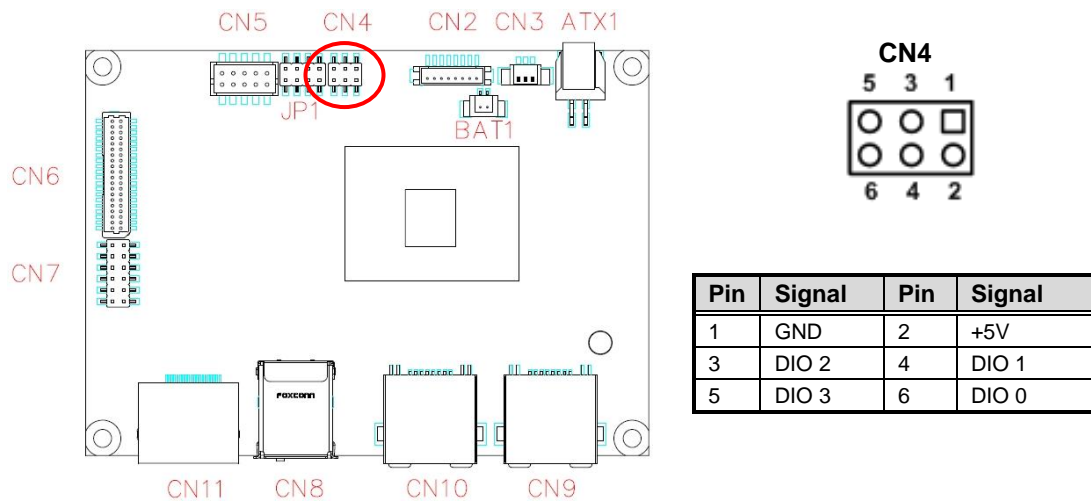 CN5 CN4 CN2 CN3 ATX1
JP1
BAT1
CN6
CN7
Foxconn
CN11 CN8 CN10 CN9
CN4
5 3 1
6 4 2
Pin Signal Pin Signal
1 GND 2 +5V
3 DIO 2 4 DIO 1
5 DIO 3 6 DIO 0